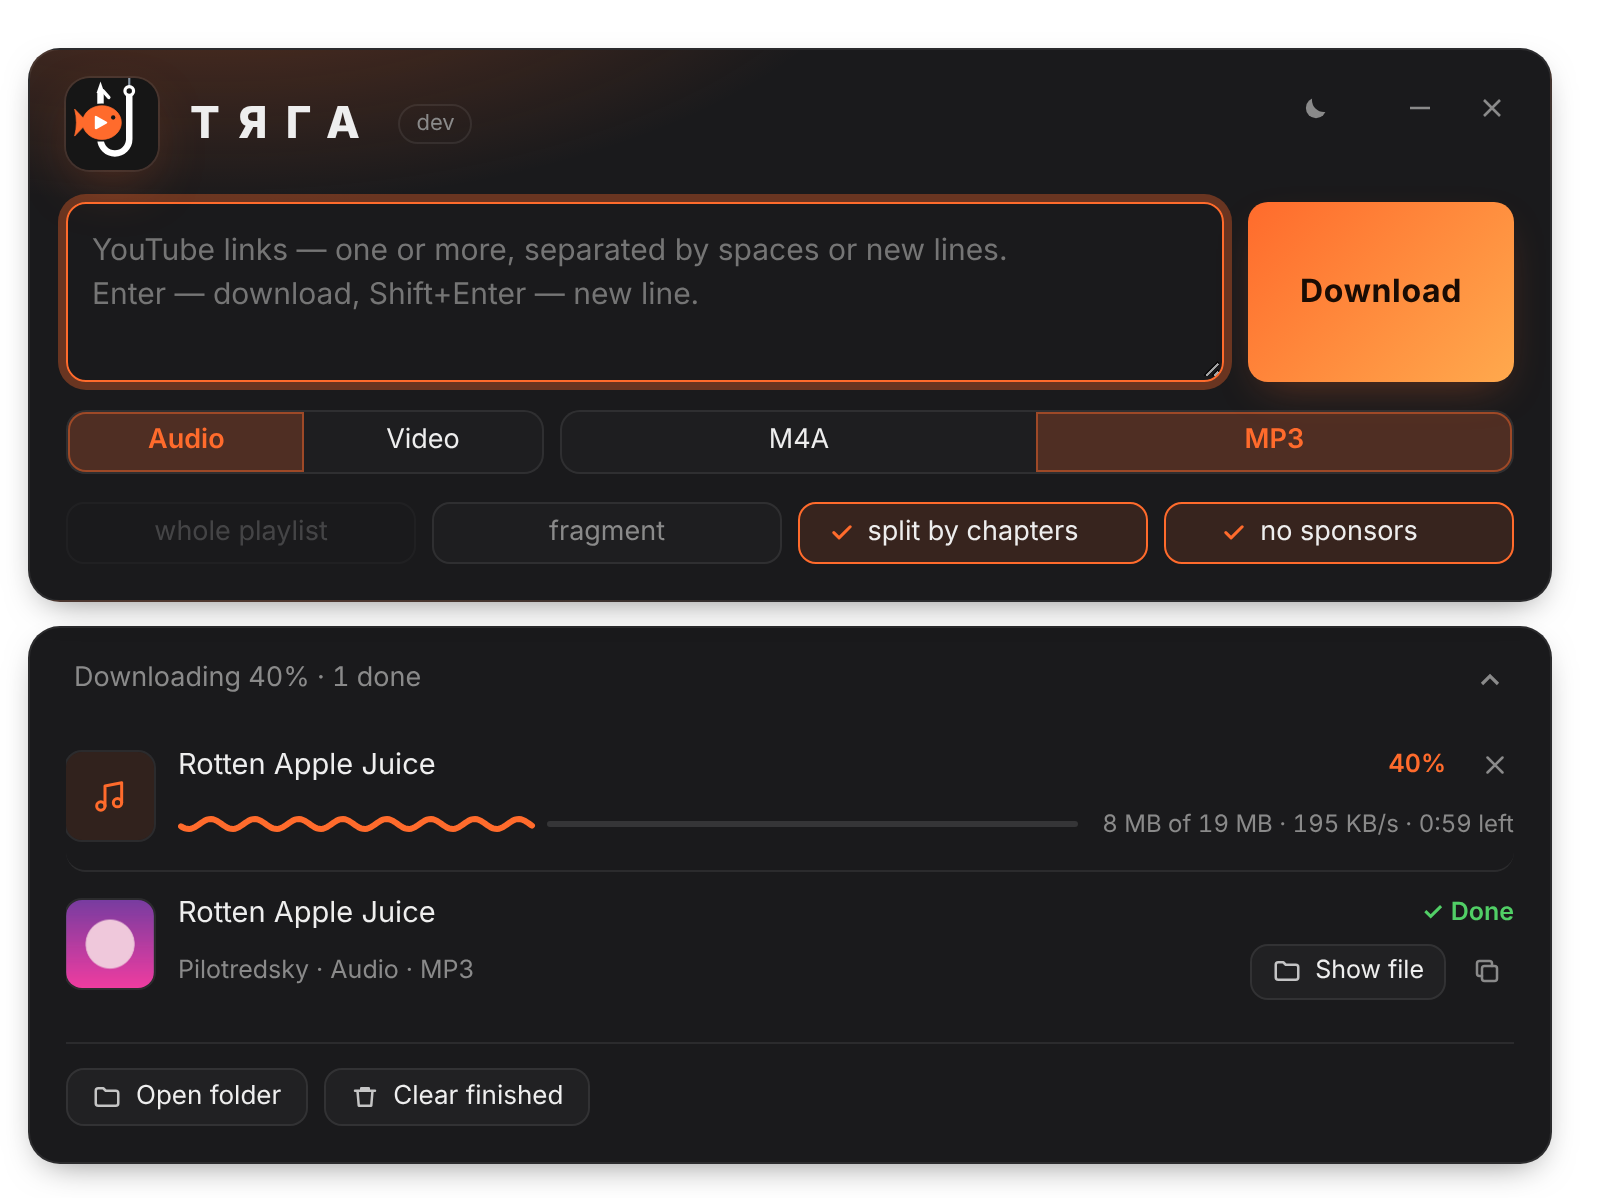 ТЯГА dev
YouTube links — one or more, separated by spaces or new lines.
Enter — download, Shift+Enter — new line.
Download
Audio Video M4A MP3
whole playlist fragment split by chapters no sponsors
Downloading 40% · 1 done
Rotten Apple Juice 40%
8 MB of 19 MB · 195 KB/s · 0:59 left
Rotten Apple Juice Done
Pilotredsky · Audio · MP3 Show file
Open folder Clear finished